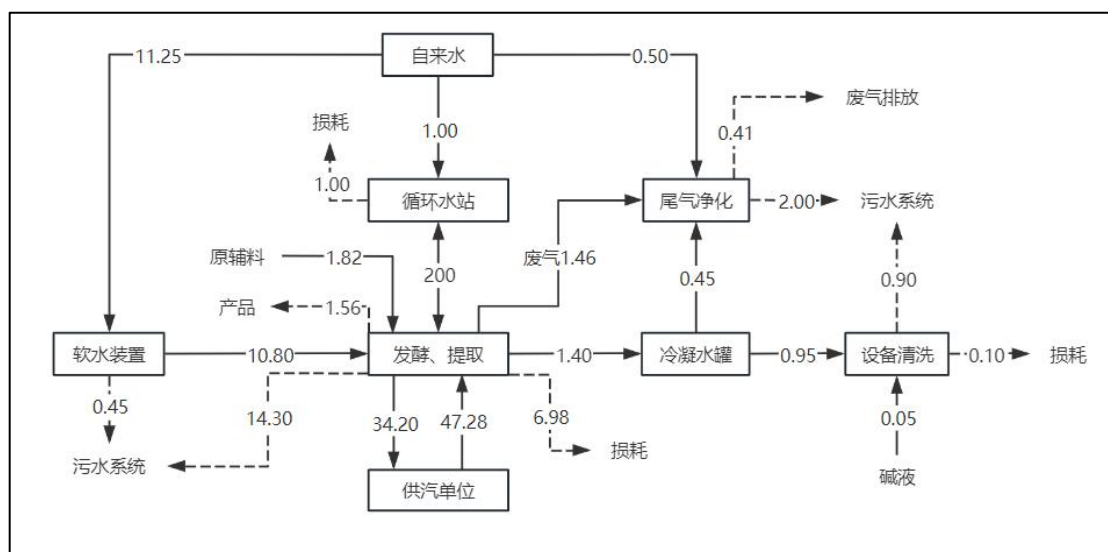 11.25
自来水
0.50
废气排放
损耗
1.00
0.41
1.00
循环水站
尾气净化
2.00
污水系统
原辅料
1.82
200
废气1.46
0.45
0.90
产品
1.56
软水装置
10.80
发酵、提取
1.40
冷凝水罐
0.95
设备清洗
0.10
损耗
0.45
14.30
34.20
47.28
6.98
0.05
污水系统
损耗
供汽单位
碱液